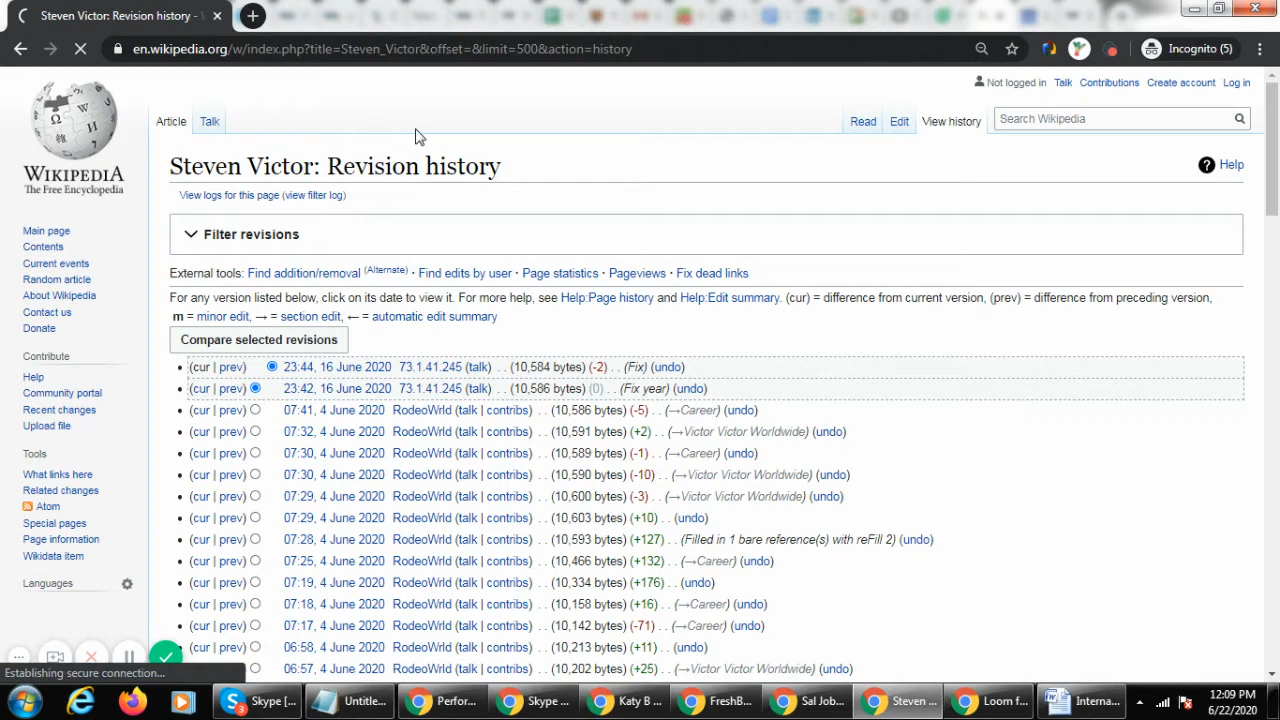 Steven Victor: Revision history - 
en.wikipedia.org/w/index.php?title=Steven_Victor&offset=&limit=500&action=history
Incognito (5)
Not logged in Talk Contributions Create account Log in
Article Talk Read Edit View history Search Wikipedia
WIKIPEDIA
The Free Encyclopedia
Steven Victor: Revision history
Help
View logs for this page (view filter log)
Filter revisions
External tools: Find addition/removal (Alternate) · Find edits by user · Page statistics · Pageviews · Fix dead links
For any version listed below, click on its date to view it. For more help, see Help:Page history and Help:Edit summary. (cur) = difference from current version, (prev) = difference from preceding version,
m = minor edit, → = section edit, ← = automatic edit summary
Compare selected revisions
(cur | prev) 23:44, 16 June 2020 73.1.41.245 (talk) . . (10,584 bytes) (-2) . . (Fix) (undo)
(cur | prev) 23:42, 16 June 2020 73.1.41.245 (talk) . . (10,586 bytes) (0) . . (Fix year) (undo)
(cur | prev) 07:41, 4 June 2020 RodeoWrld (talk | contribs) . . (10,586 bytes) (-5) . . (→Career) (undo)
(cur | prev) 07:32, 4 June 2020 RodeoWrld (talk | contribs) . . (10,591 bytes) (+2) . . (→Victor Victor Worldwide) (undo)
(cur | prev) 07:30, 4 June 2020 RodeoWrld (talk | contribs) . . (10,589 bytes) (-1) . . (→Career) (undo)
(cur | prev) 07:30, 4 June 2020 RodeoWrld (talk | contribs) . . (10,590 bytes) (-10) . . (→Victor Victor Worldwide) (undo)
(cur | prev) 07:29, 4 June 2020 RodeoWrld (talk | contribs) . . (10,600 bytes) (-3) . . (→Victor Victor Worldwide) (undo)
(cur | prev) 07:29, 4 June 2020 RodeoWrld (talk | contribs) . . (10,603 bytes) (+10) . . (undo)
(cur | prev) 07:28, 4 June 2020 RodeoWrld (talk | contribs) . . (10,593 bytes) (+127) . . (Filled in 1 bare reference(s) with reFill 2) (undo)
(cur | prev) 07:25, 4 June 2020 RodeoWrld (talk | contribs) . . (10,466 bytes) (+132) . . (→Career) (undo)
(cur | prev) 07:19, 4 June 2020 RodeoWrld (talk | contribs) . . (10,334 bytes) (+176) . . (undo)
(cur | prev) 07:18, 4 June 2020 RodeoWrld (talk | contribs) . . (10,158 bytes) (+16) . . (→Career) (undo)
(cur | prev) 07:17, 4 June 2020 RodeoWrld (talk | contribs) . . (10,142 bytes) (-71) . . (→Career) (undo)
(cur | prev) 06:58, 4 June 2020 RodeoWrld (talk | contribs) . . (10,213 bytes) (+11) . . (undo)
(cur | prev) 06:57, 4 June 2020 RodeoWrld (talk | contribs) . . (10,202 bytes) (+25) . . (→Victor Victor Worldwide) (undo)
Main page
Contents
Current events
Random article
About Wikipedia
Contact us
Donate
Contribute
Help
Community portal
Recent changes
Upload file
Tools
What links here
Related changes
Atom
Special pages
Page information
Wikidata item
Languages
Establishing secure connection...
Skype [... Untitle... Perfor... Skype ... Katy B ... FreshB... Sal Job... Steven ... Loom f... Interna...
12:09 PM
6/22/2020